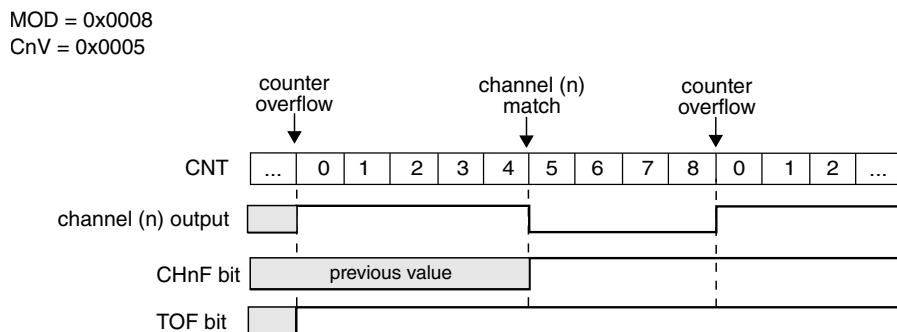 MOD = 0x0008
CnV = 0x0005
counter overflow
channel (n) match
counter overflow
CNT ... 0 1 2 3 4 5 6 7 8 0 1 2 ...
channel (n) output
CHnF bit previous value
TOF bit